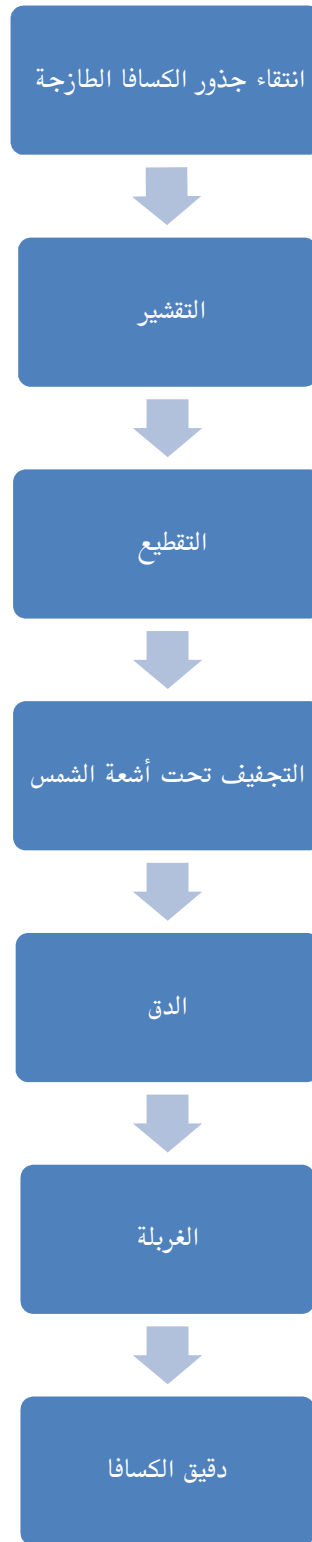 انتقاء جذور الكسافا الطازجة
التقشير
التقطيع
التجفيف تحت أشعة الشمس
الدق
الغربلة
دقيق الكسافا